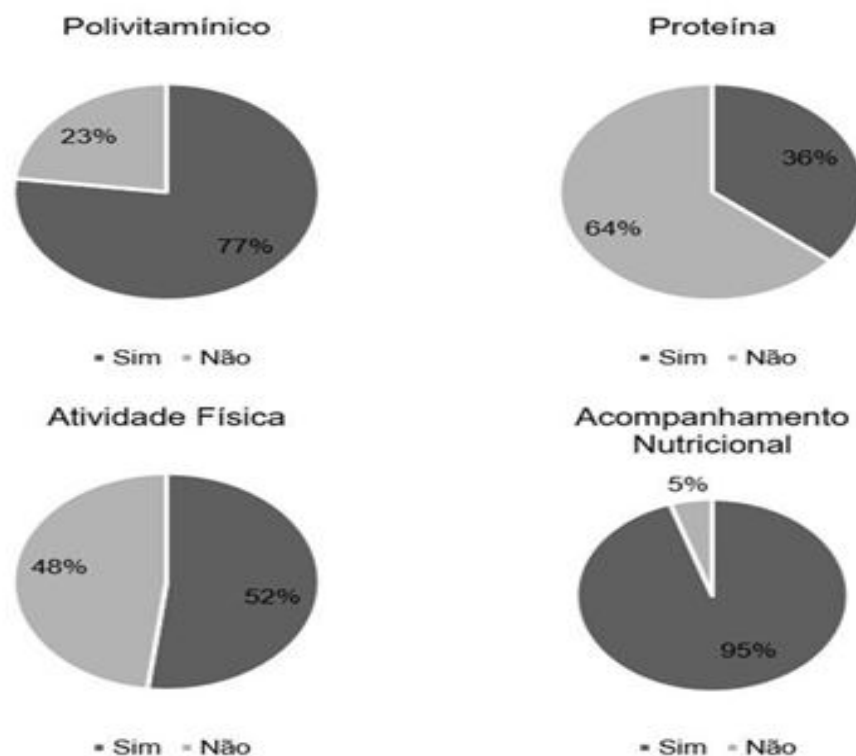 Polivitamínico
23%
77%
▪ Sim ▪ Não
Proteína
36%
64%
▪ Sim ▪ Não
Atividade Física
48%
52%
▪ Sim ▪ Não
Acompanhamento
Nutricional
5%
95%
▪ Sim ▪ Não